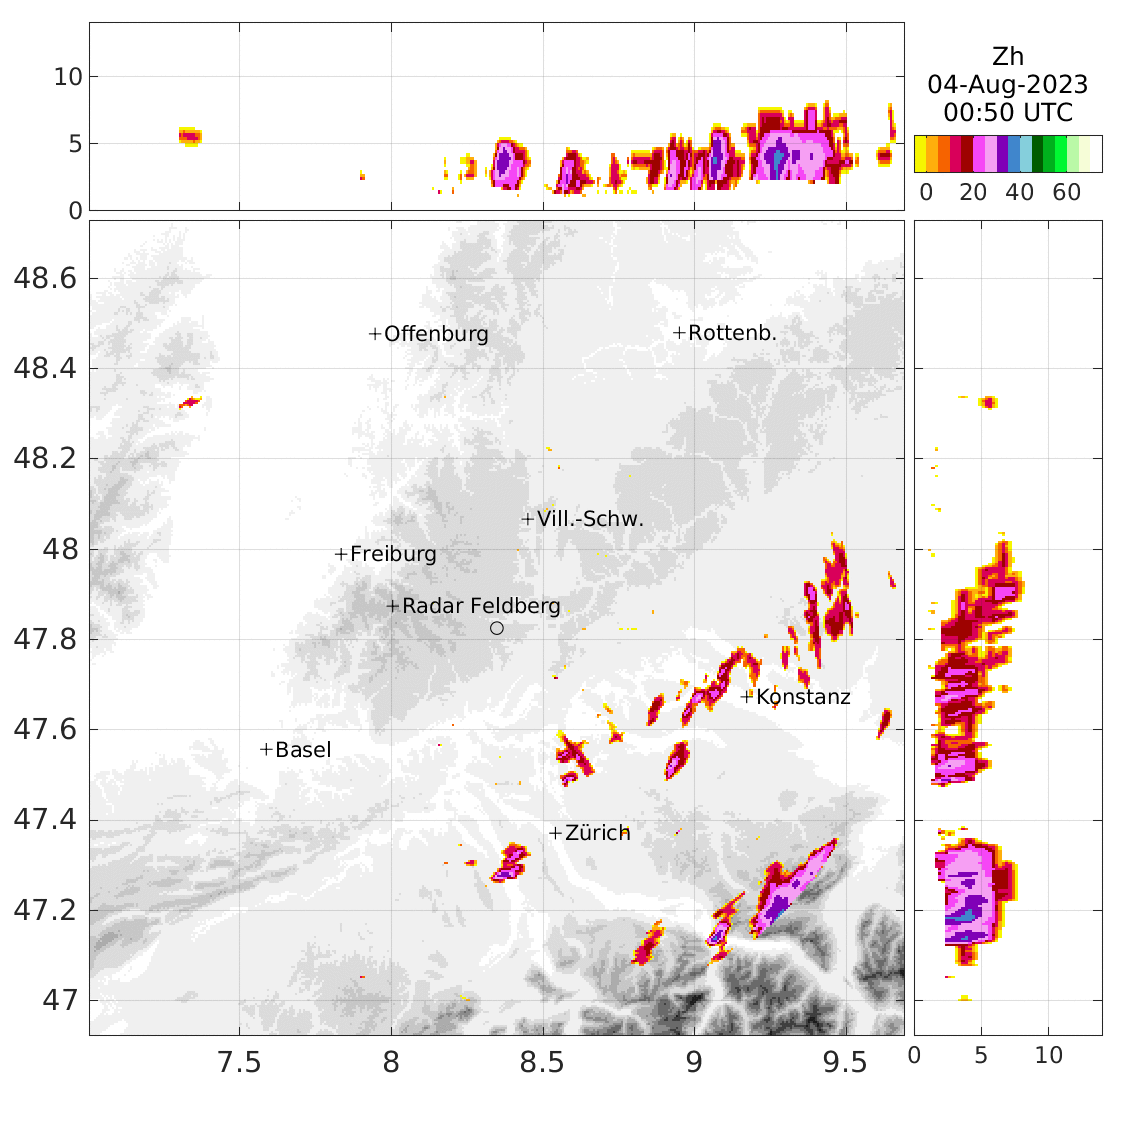 10
5
0
Zh
04-Aug-2023
00:50 UTC
0 20 40 60
48.6
48.4
48.2
48
47.8
47.6
47.4
47.2
47
Offenburg
Rottenb.
Vill.-Schw.
Freiburg
Radar Feldberg
Konstanz
Basel
Zürich
7.5 8 8.5 9 9.5
0 5 10